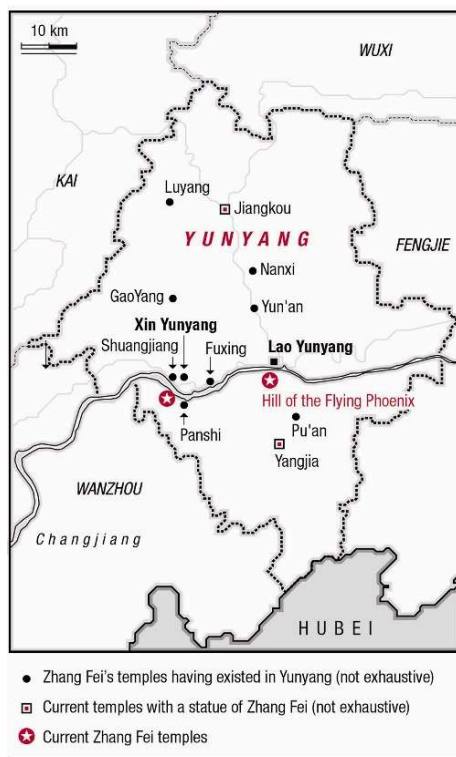 10 km
WUXI
KAI
Luyang
Jiangkou
YUNYANG
FENGJIE
Nanxi
GaoYang
Yun'an
Xin Yunyang
Shuangjiang
Fuxing
Lao Yunyang
Hill of the Flying Phoenix
Panshi
Pu'an
Yangjia
WANZHOU
Changjiang
HUBEI
Zhang Fei's temples having existed in Yunyang (not exhaustive)
Current temples with a statue of Zhang Fei (not exhaustive)
Current Zhang Fei temples